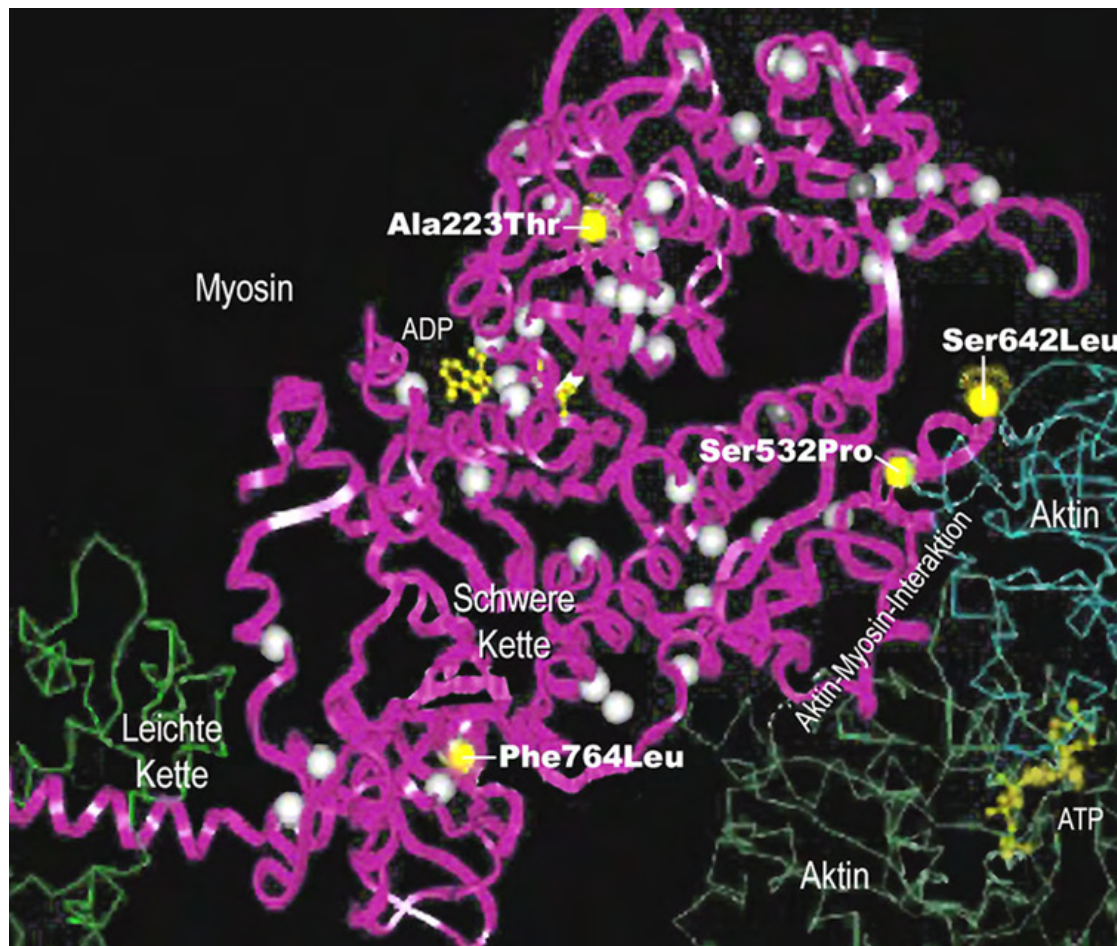 Ala223Thr
Myosin
ADP
Ser642Leu
Ser532Pro
Aktin
Aktin-Myosin-Interaktion
Schwere
Kette
Leichte
Kette
Phe764Leu
ATP
Aktin